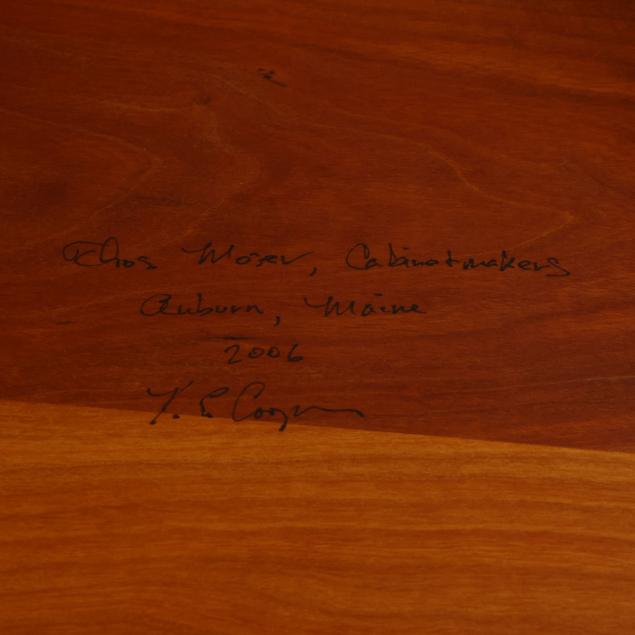 Thos Moser, Cabinetmakers
Auburn, Maine
2006